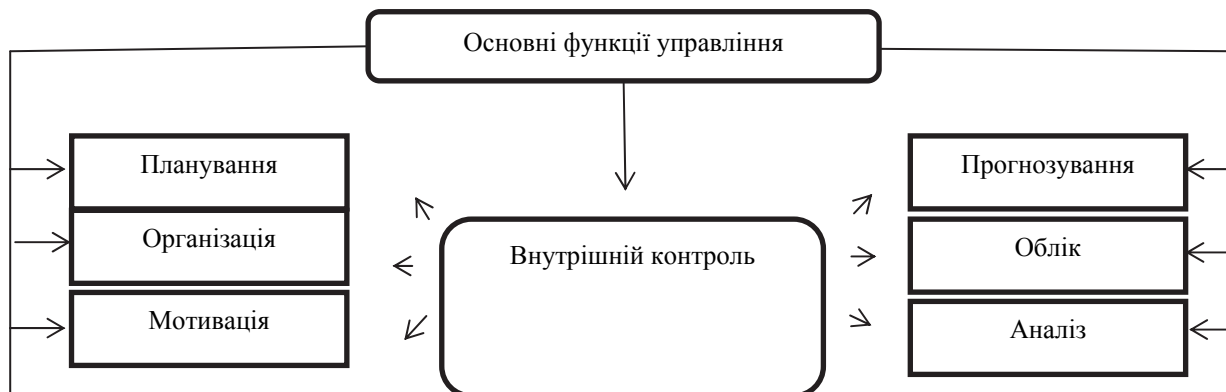 Основні функції управління
Планування
Прогнозування
Організація
Внутрішній контроль
Облік
Мотивація
Аналіз